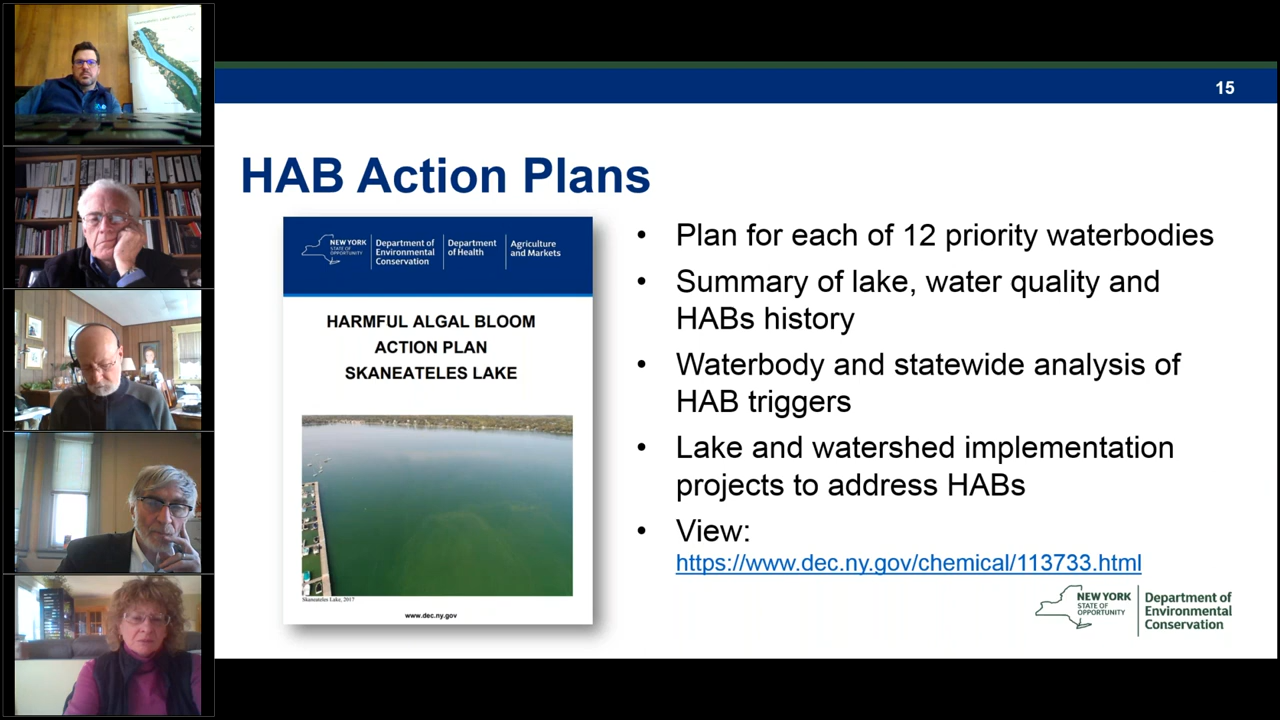 15
HAB Action Plans
NEW YORK
STATE OF
OPPORTUNITY
Department of
Environmental
Conservation
Department
of Health
Agriculture
and Markets
HARMFUL ALGAL BLOOM
ACTION PLAN
SKANEATELES LAKE
Skaneateles Lake, 2017
www.dec.ny.gov
• Plan for each of 12 priority waterbodies
• Summary of lake, water quality and
HABs history
• Waterbody and statewide analysis of
HAB triggers
• Lake and watershed implementation
projects to address HABs
• View:
https://www.dec.ny.gov/chemical/113733.html
NEW YORK
STATE OF
OPPORTUNITY
Department of
Environmental
Conservation